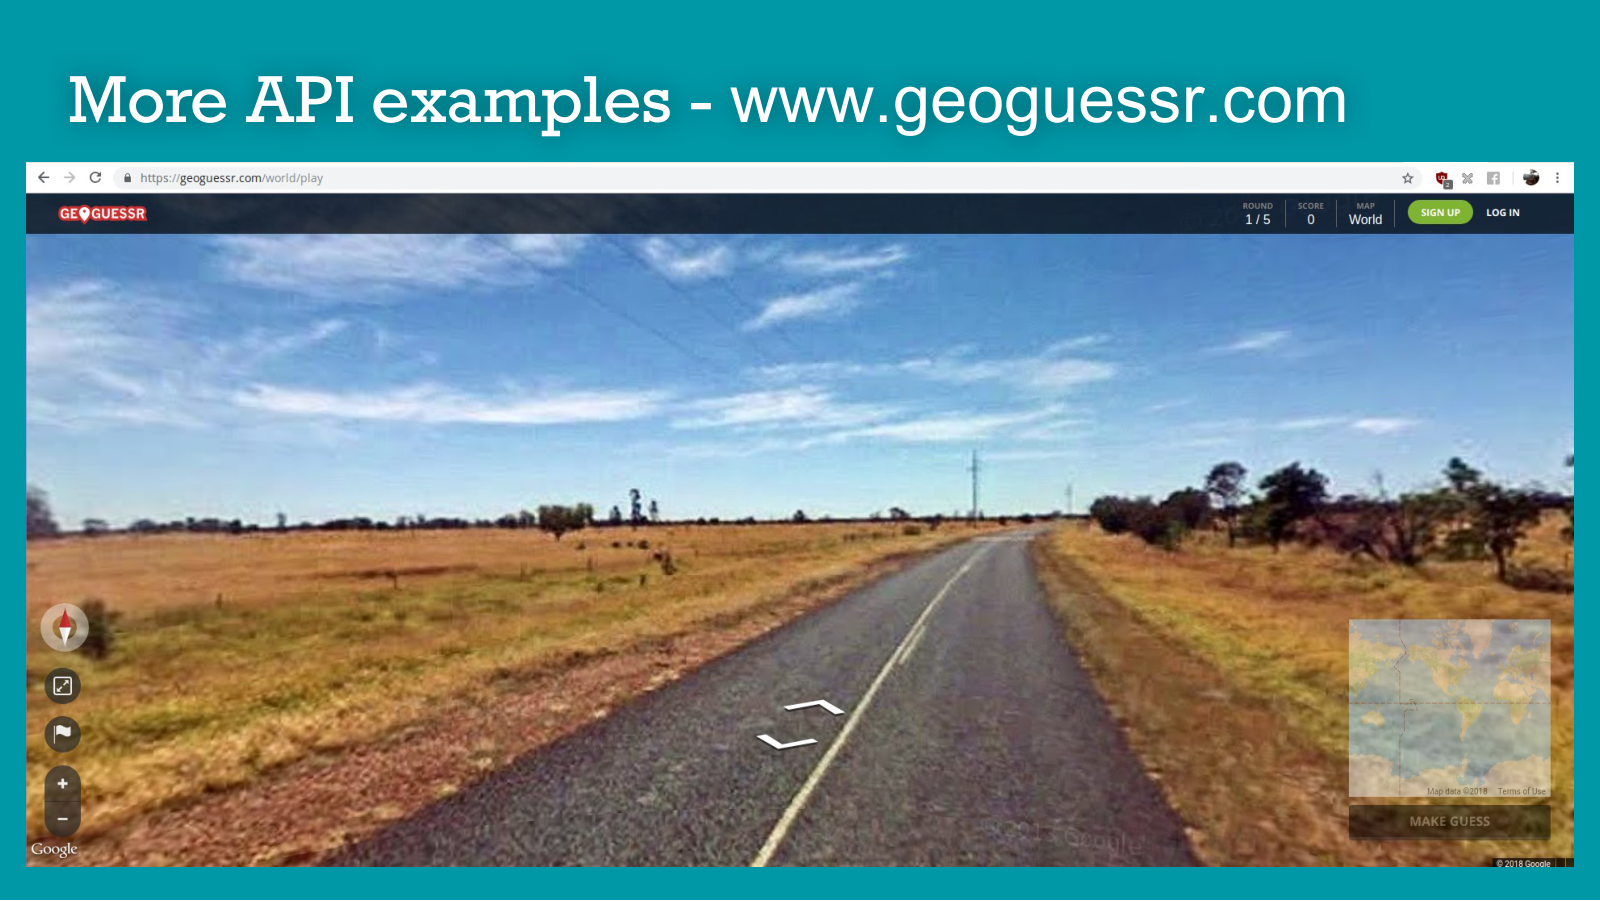 More API examples - www.geoguessr.com
https://geoguessr.com/world/play
2
GEOGUESSR
ROUND
1 / 5
SCORE
0
MAP
World
SIGN UP
LOG IN
Map data ©2018 Terms of Use
MAKE GUESS
Google
Google
© 2018 Google